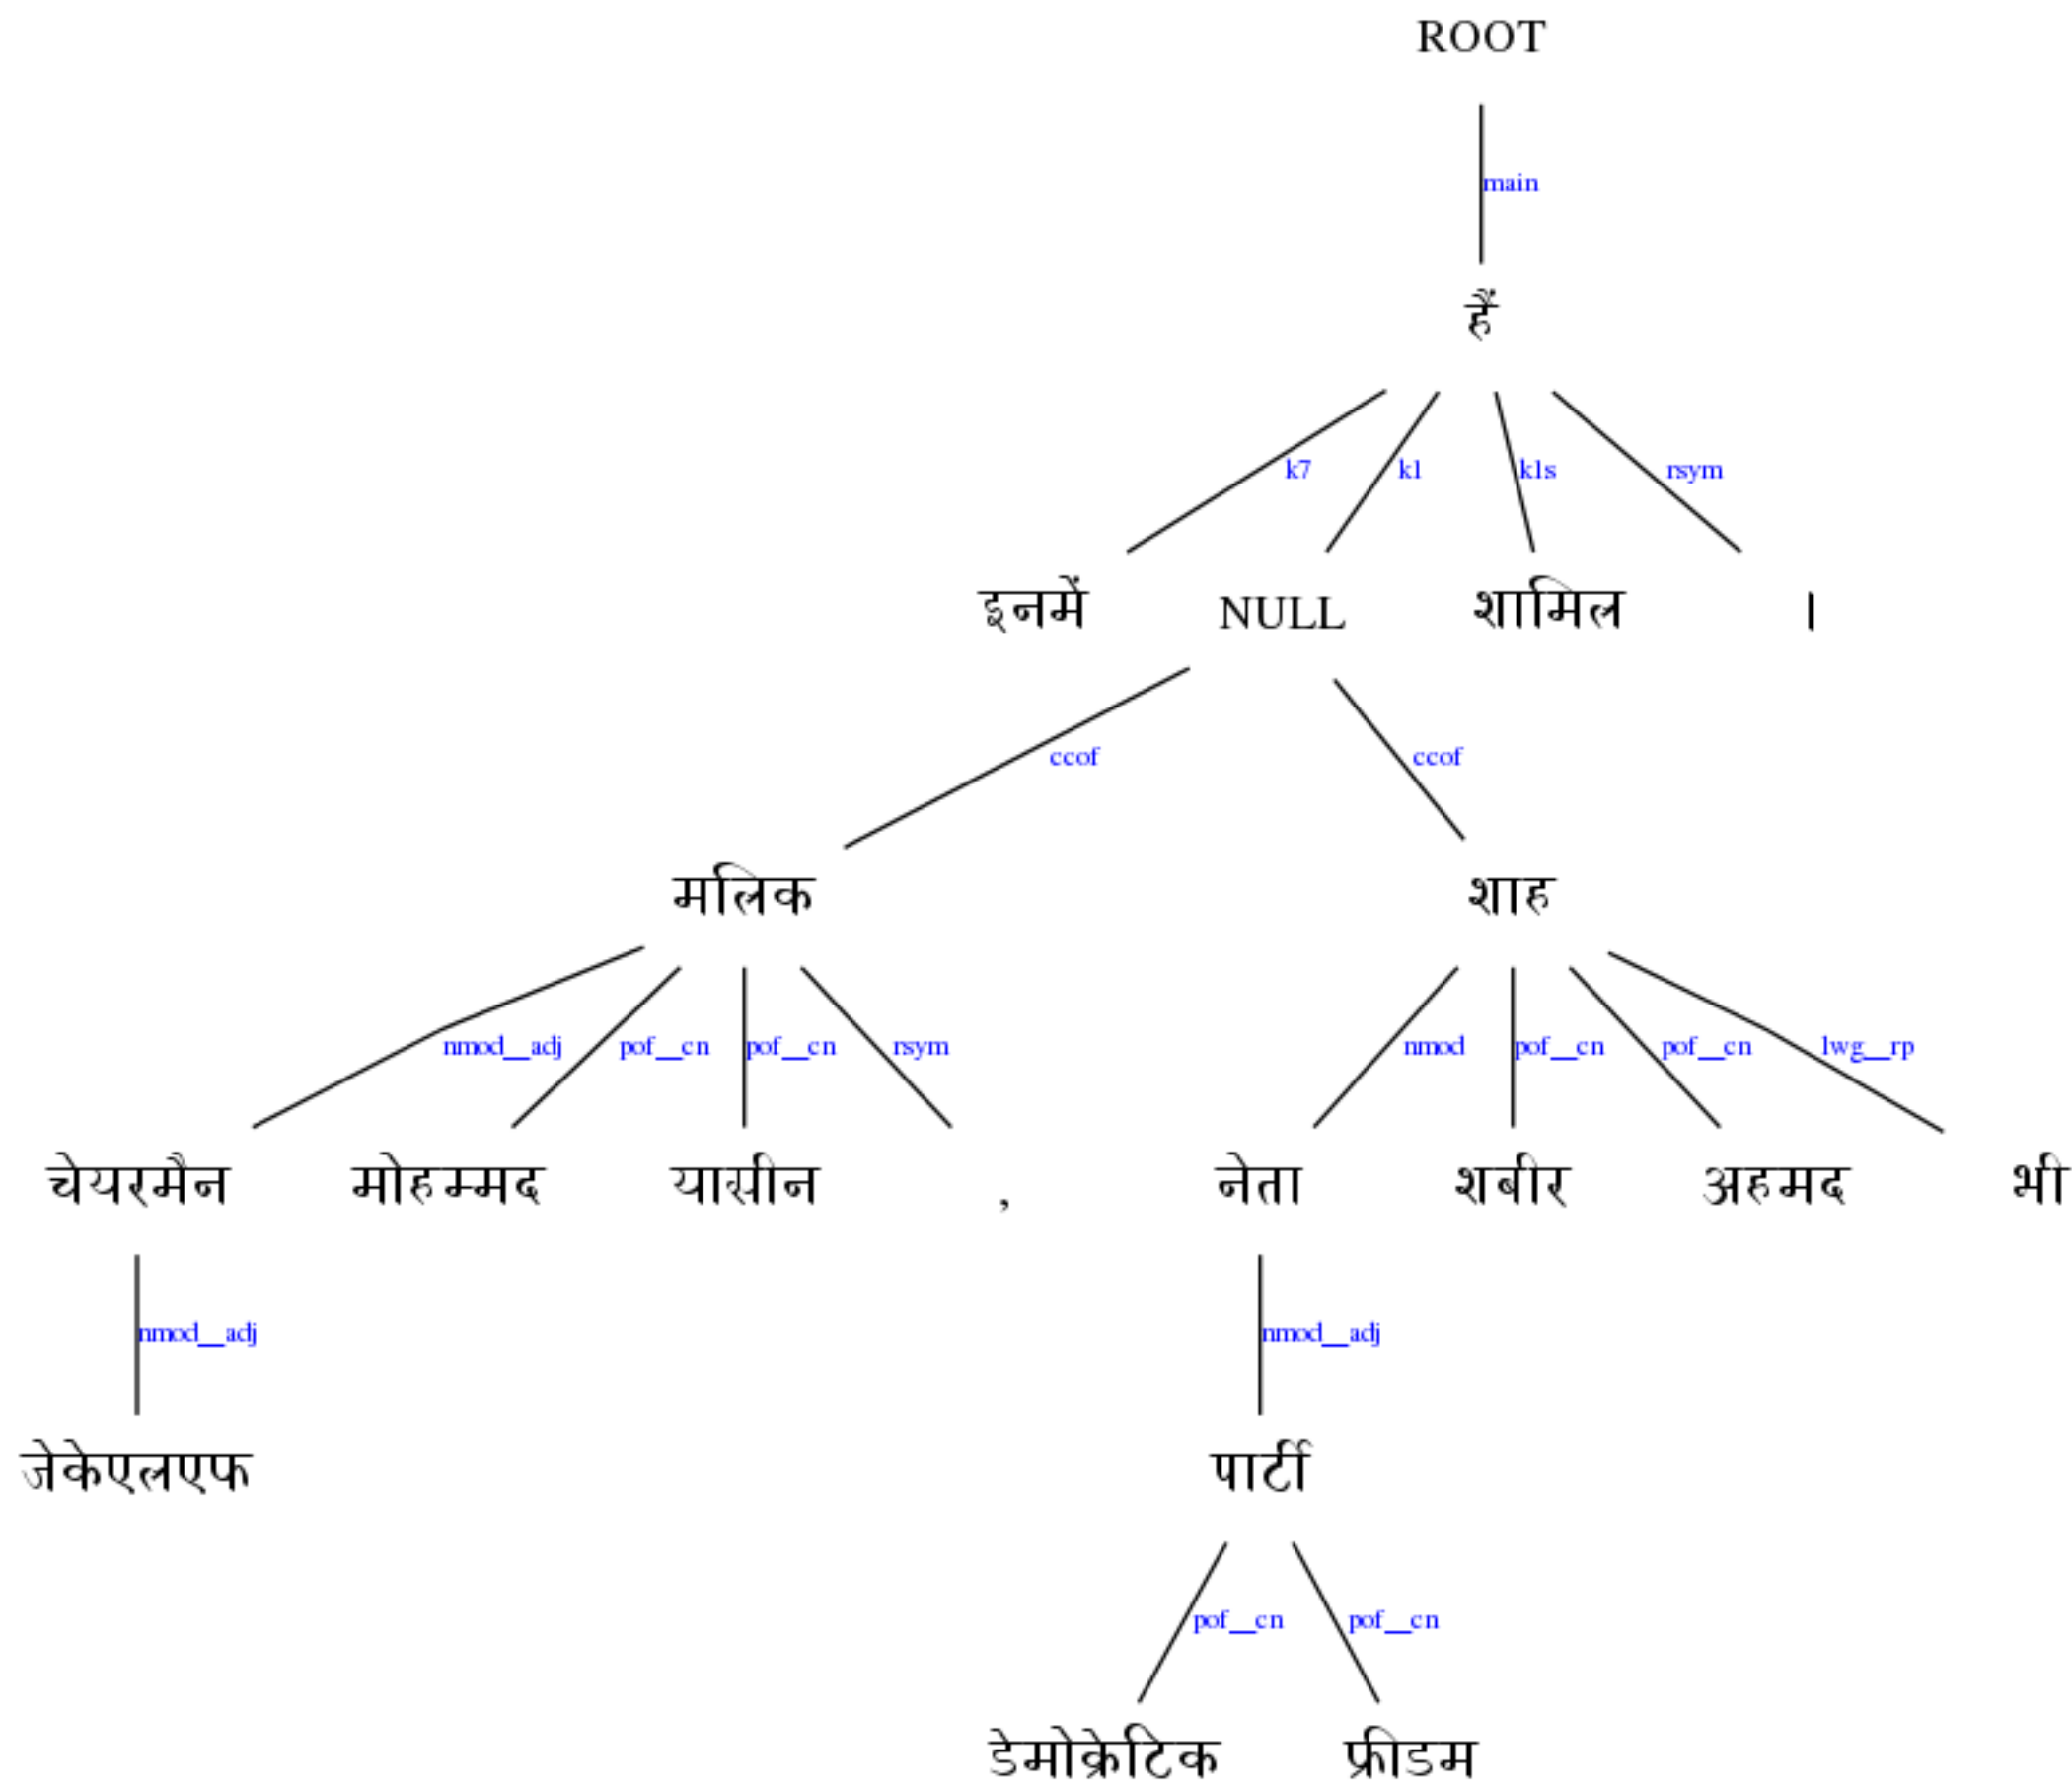 ROOT
main
हैं
k7 k1 k1s rsym
इनमें NULL शामिल ।
ccof ccof
मलिक शाह
nmod__adj pof__cn pof__cn rsym nmod pof__cn pof__cn lwg__rp
चेयरमैन मोहम्मद यासीन , नेता शबीर अहमद भी
nmod__adj nmod__adj
जेकेएलएफ पार्टी
pof__cn pof__cn
डेमोक्रेटिक फ्रीडम